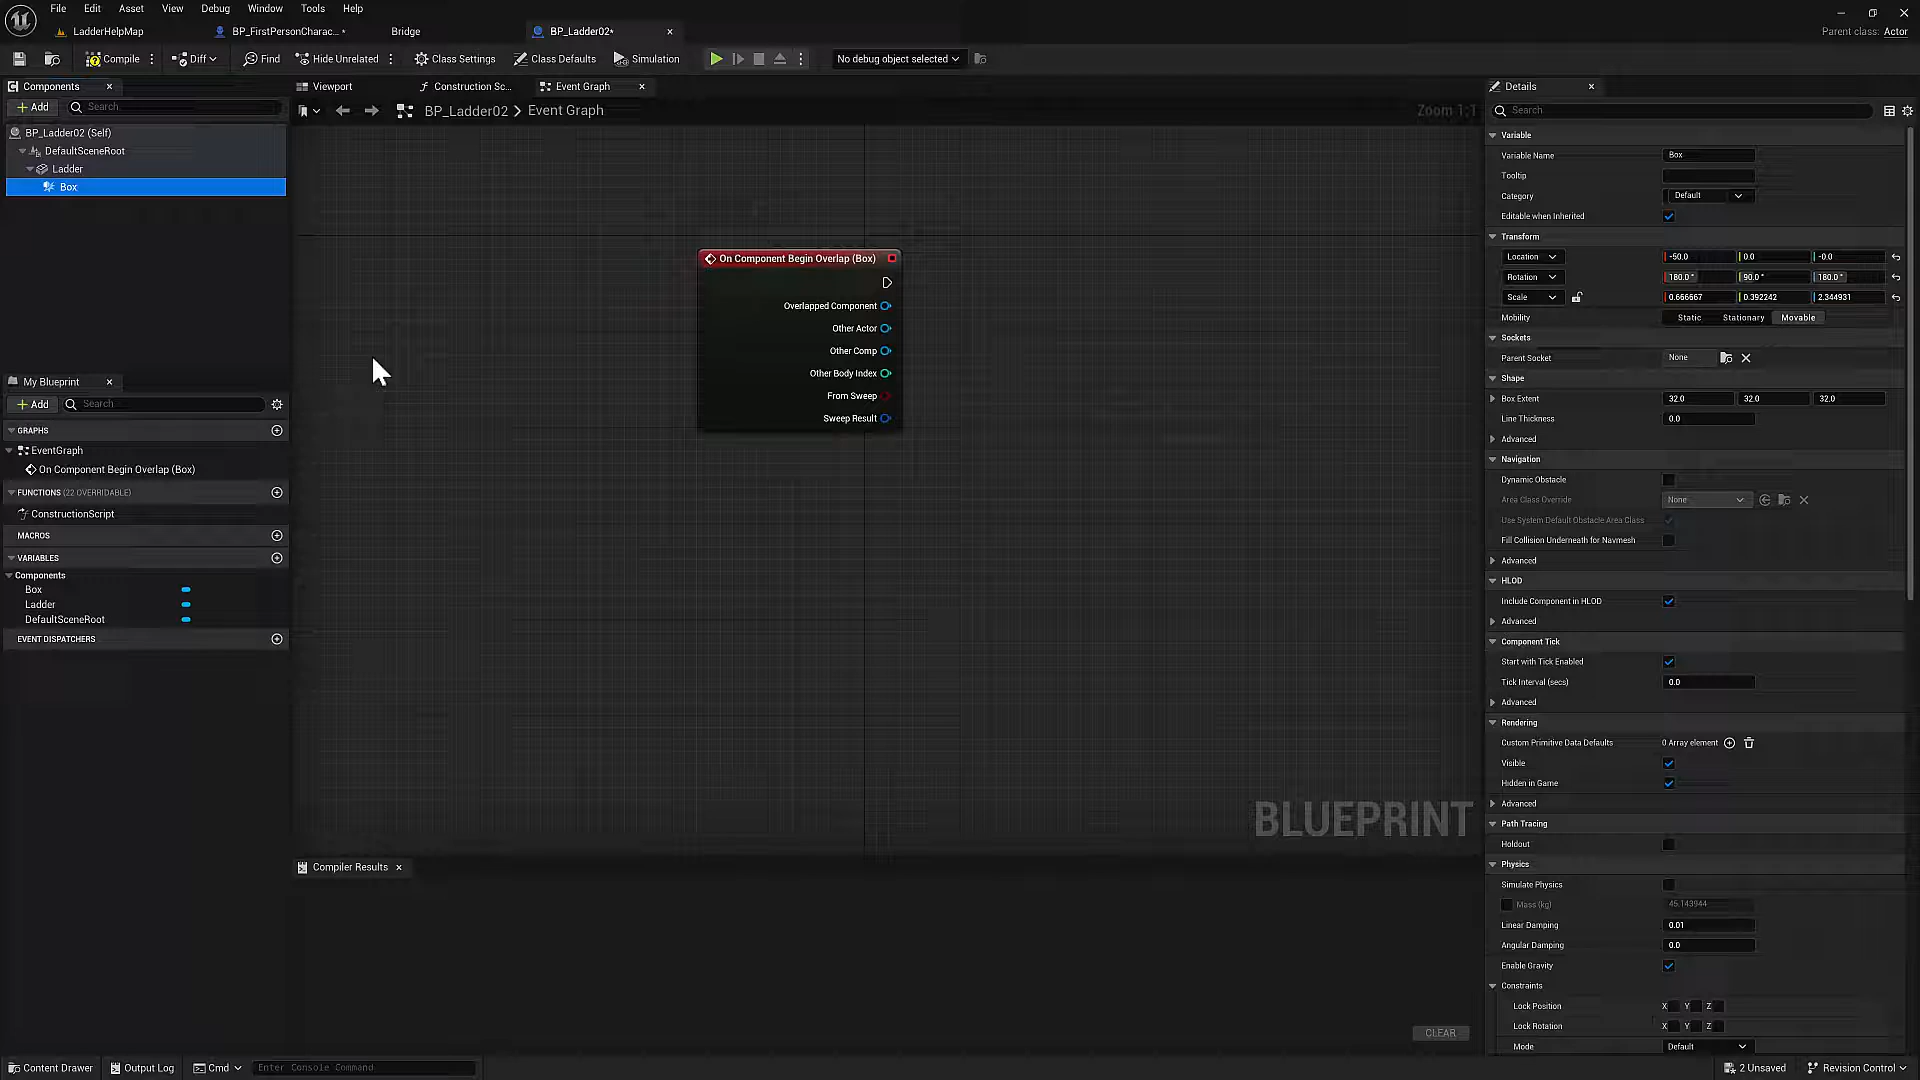 File Edit Asset View Debug Window Tools Help
LadderHelpMap BP_FirstPersonCharac...* Bridge BP_Ladder02*
Parent class: Actor
Compile Diff Find Hide Unrelated Class Settings Class Defaults Simulation No debug object selected
Components
Add Search
BP_Ladder02 (Self)
DefaultSceneRoot
Ladder
Box
Viewport Construction Sc... Event Graph
BP_Ladder02 > Event Graph Zoom 1:1
On Component Begin Overlap (Box)
Overlapped Component
Other Actor
Other Comp
Other Body Index
From Sweep
Sweep Result
BLUEPRINT
My Blueprint
Add Search
GRAPHS
EventGraph
On Component Begin Overlap (Box)
FUNCTIONS (22 OVERRIDABLE)
ConstructionScript
MACROS
VARIABLES
Components
Box
Ladder
DefaultSceneRoot
EVENT DISPATCHERS
Compiler Results
CLEAR
Details
Search
Variable
Variable Name Box
Tooltip
Category Default
Editable when Inherited
Transform
Location -50.0 0.0 -0.0
Rotation 180.0° 90.0° 180.0°
Scale 0.666667 0.392242 2.344931
Mobility Static Stationary Movable
Sockets
Parent Socket None
Shape
Box Extent 32.0 32.0 32.0
Line Thickness 0.0
Advanced
Navigation
Dynamic Obstacle
Area Class Override None
Use System Default Obstacle Area Class
Fill Collision Underneath for Navmesh
Advanced
HLOD
Include Component in HLOD
Advanced
Component Tick
Start with Tick Enabled
Tick Interval (secs) 0.0
Advanced
Rendering
Custom Primitive Data Defaults 0 Array element
Visible
Hidden in Game
Advanced
Path Tracing
Holdout
Physics
Simulate Physics
Mass (kg) 45.143944
Linear Damping 0.01
Angular Damping 0.0
Enable Gravity
Constraints
Lock Position X Y Z
Lock Rotation X Y Z
Mode Default
Content Drawer Output Log Cmd Enter Console Command 2 Unsaved Revision Control